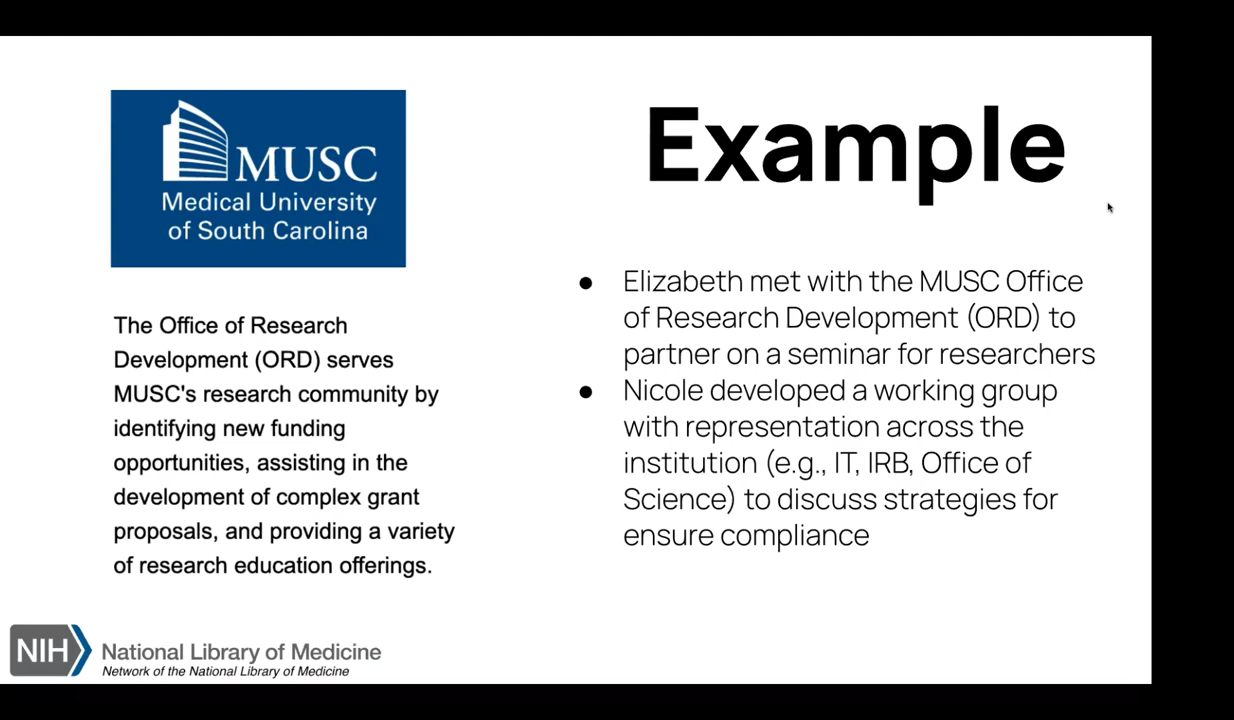 MUSC
Medical University
of South Carolina
The Office of Research
Development (ORD) serves
MUSC's research community by
identifying new funding
opportunities, assisting in the
development of complex grant
proposals, and providing a variety
of research education offerings.
Example
● Elizabeth met with the MUSC Office
of Research Development (ORD) to
partner on a seminar for researchers
● Nicole developed a working group
with representation across the
institution (e.g., IT, IRB, Office of
Science) to discuss strategies for
ensure compliance
NIH National Library of Medicine
Network of the National Library of Medicine